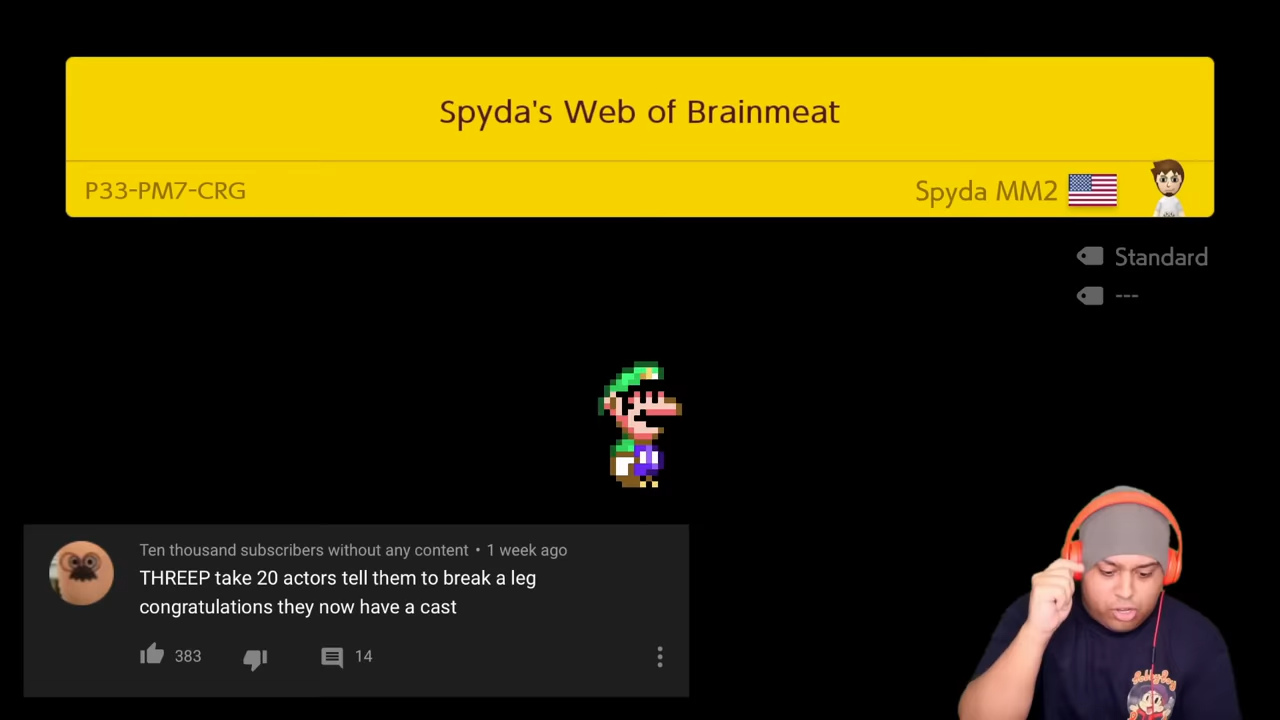 Spyda's Web of Brainmeat
P33-PM7-CRG
Spyda MM2
Standard
---
Ten thousand subscribers without any content • 1 week ago
THREEP take 20 actors tell them to break a leg
congratulations they now have a cast
383
14